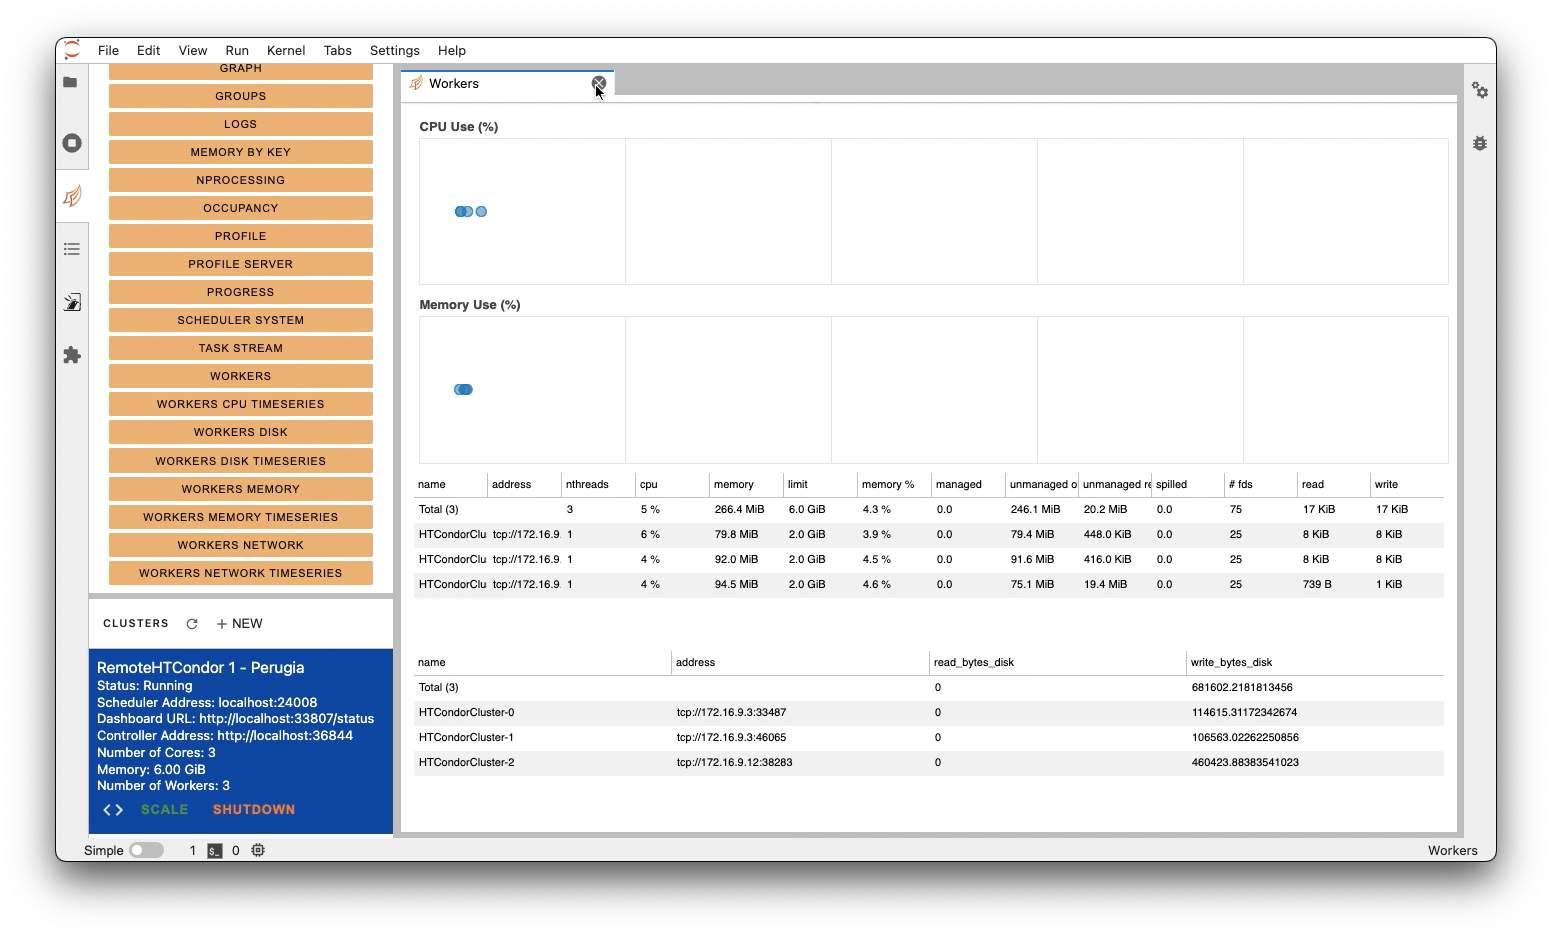 File Edit View Run Kernel Tabs Settings Help
GRAPH
GROUPS
LOGS
MEMORY BY KEY
NPROCESSING
OCCUPANCY
PROFILE
PROFILE SERVER
PROGRESS
SCHEDULER SYSTEM
TASK STREAM
WORKERS
WORKERS CPU TIMESERIES
WORKERS DISK
WORKERS DISK TIMESERIES
WORKERS MEMORY
WORKERS MEMORY TIMESERIES
WORKERS NETWORK
WORKERS NETWORK TIMESERIES
CLUSTERS + NEW
RemoteHTCondor 1 - Perugia
Status: Running
Scheduler Address: localhost:24008
Dashboard URL: http://localhost:33807/status
Controller Address: http://localhost:36844
Number of Cores: 3
Memory: 6.00 GiB
Number of Workers: 3
<> SCALE SHUTDOWN
Workers
CPU Use (%)
Memory Use (%)
name address nthreads cpu memory limit memory % managed unmanaged o unmanaged re spilled # fds read write
Total (3) 3 5 % 266.4 MiB 6.0 GiB 4.3 % 0.0 246.1 MiB 20.2 MiB 0.0 75 17 KiB 17 KiB
HTCondorClu tcp://172.16.9. 1 6 % 79.8 MiB 2.0 GiB 3.9 % 0.0 79.4 MiB 448.0 KiB 0.0 25 8 KiB 8 KiB
HTCondorClu tcp://172.16.9. 1 4 % 92.0 MiB 2.0 GiB 4.5 % 0.0 91.6 MiB 416.0 KiB 0.0 25 8 KiB 8 KiB
HTCondorClu tcp://172.16.9. 1 4 % 94.5 MiB 2.0 GiB 4.6 % 0.0 75.1 MiB 19.4 MiB 0.0 25 739 B 1 KiB
name address read_bytes_disk write_bytes_disk
Total (3) 0 681602.2181813456
HTCondorCluster-0 tcp://172.16.9.3:33487 0 114615.31172342674
HTCondorCluster-1 tcp://172.16.9.3:46065 0 106563.02262250856
HTCondorCluster-2 tcp://172.16.9.12:38283 0 460423.88383541023
Simple 1 $_ 0 Workers